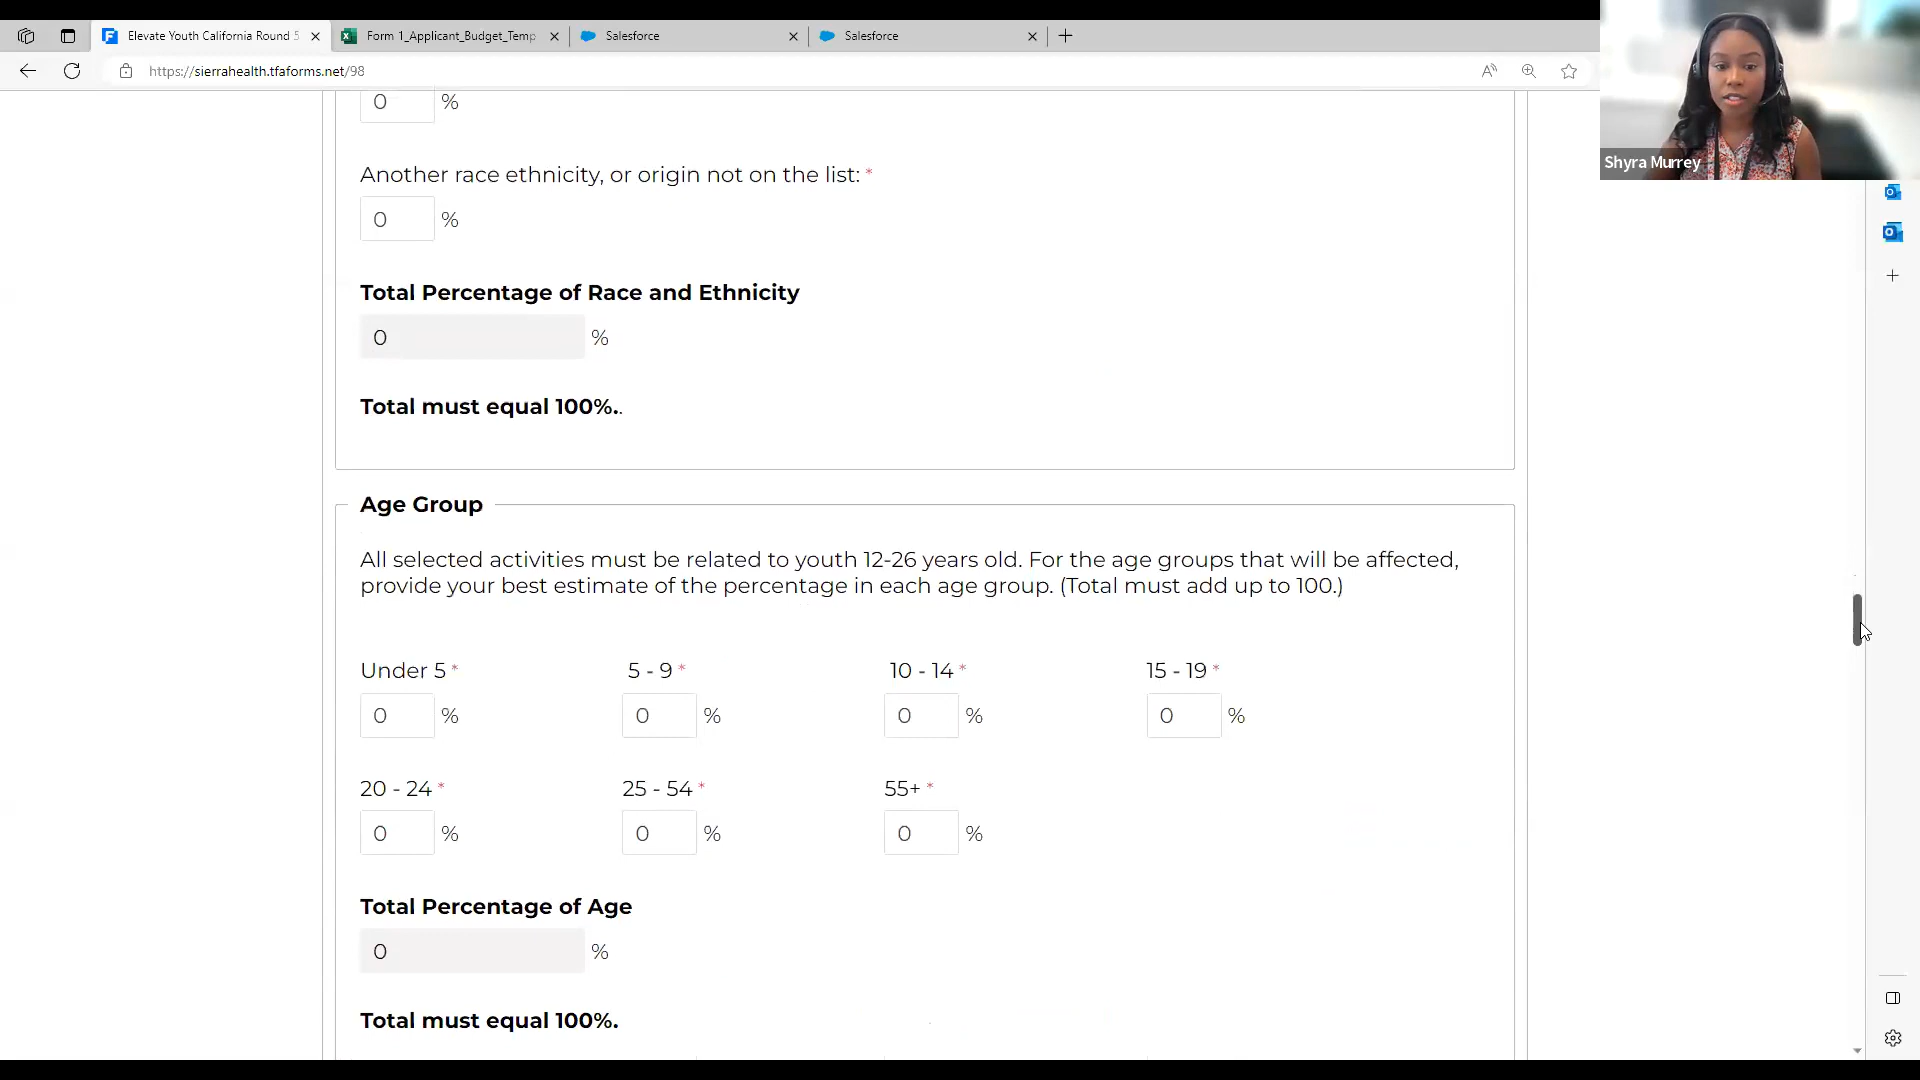 Elevate Youth California Round 5
Form 1_Applicant_Budget_Temp
Salesforce
Salesforce
https://sierrahealth.tfaforms.net/98
Shyra Murrey
0 %
Another race ethnicity, or origin not on the list: *
0 %
Total Percentage of Race and Ethnicity
0 %
Total must equal 100%..
Age Group
All selected activities must be related to youth 12-26 years old. For the age groups that will be affected,
provide your best estimate of the percentage in each age group. (Total must add up to 100.)
Under 5 * 5 - 9 * 10 - 14 * 15 - 19 *
0 % 0 % 0 % 0 %
20 - 24 * 25 - 54 * 55+ *
0 % 0 % 0 %
Total Percentage of Age
0 %
Total must equal 100%.